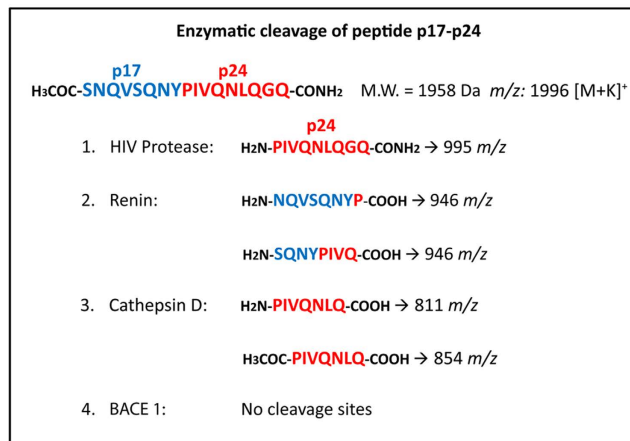 Enzymatic cleavage of peptide p17-p24
p17 p24
H₃COC-SNQVSQNYPIVQNLQGQ-CONH₂ M.W. = 1958 Da m/z: 1996 [M+K]⁺
p24
1. HIV Protease: H₂N-PIVQNLQGQ-CONH₂ → 995 m/z
2. Renin: H₂N-NQVSQNYP-COOH → 946 m/z
H₂N-SQNYPIVQ-COOH → 946 m/z
3. Cathepsin D: H₂N-PIVQNLQ-COOH → 811 m/z
H₃COC-PIVQNLQ-COOH → 854 m/z
4. BACE 1: No cleavage sites